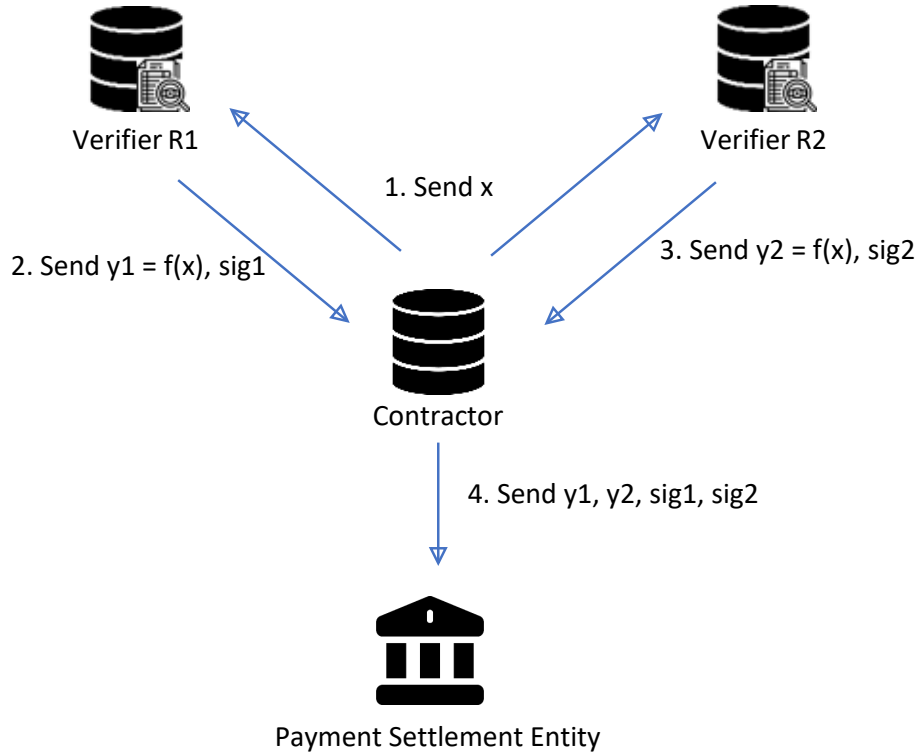 Verifier R1
Verifier R2
1. Send x
2. Send y1 = f(x), sig1
3. Send y2 = f(x), sig2
Contractor
4. Send y1, y2, sig1, sig2
Payment Settlement Entity